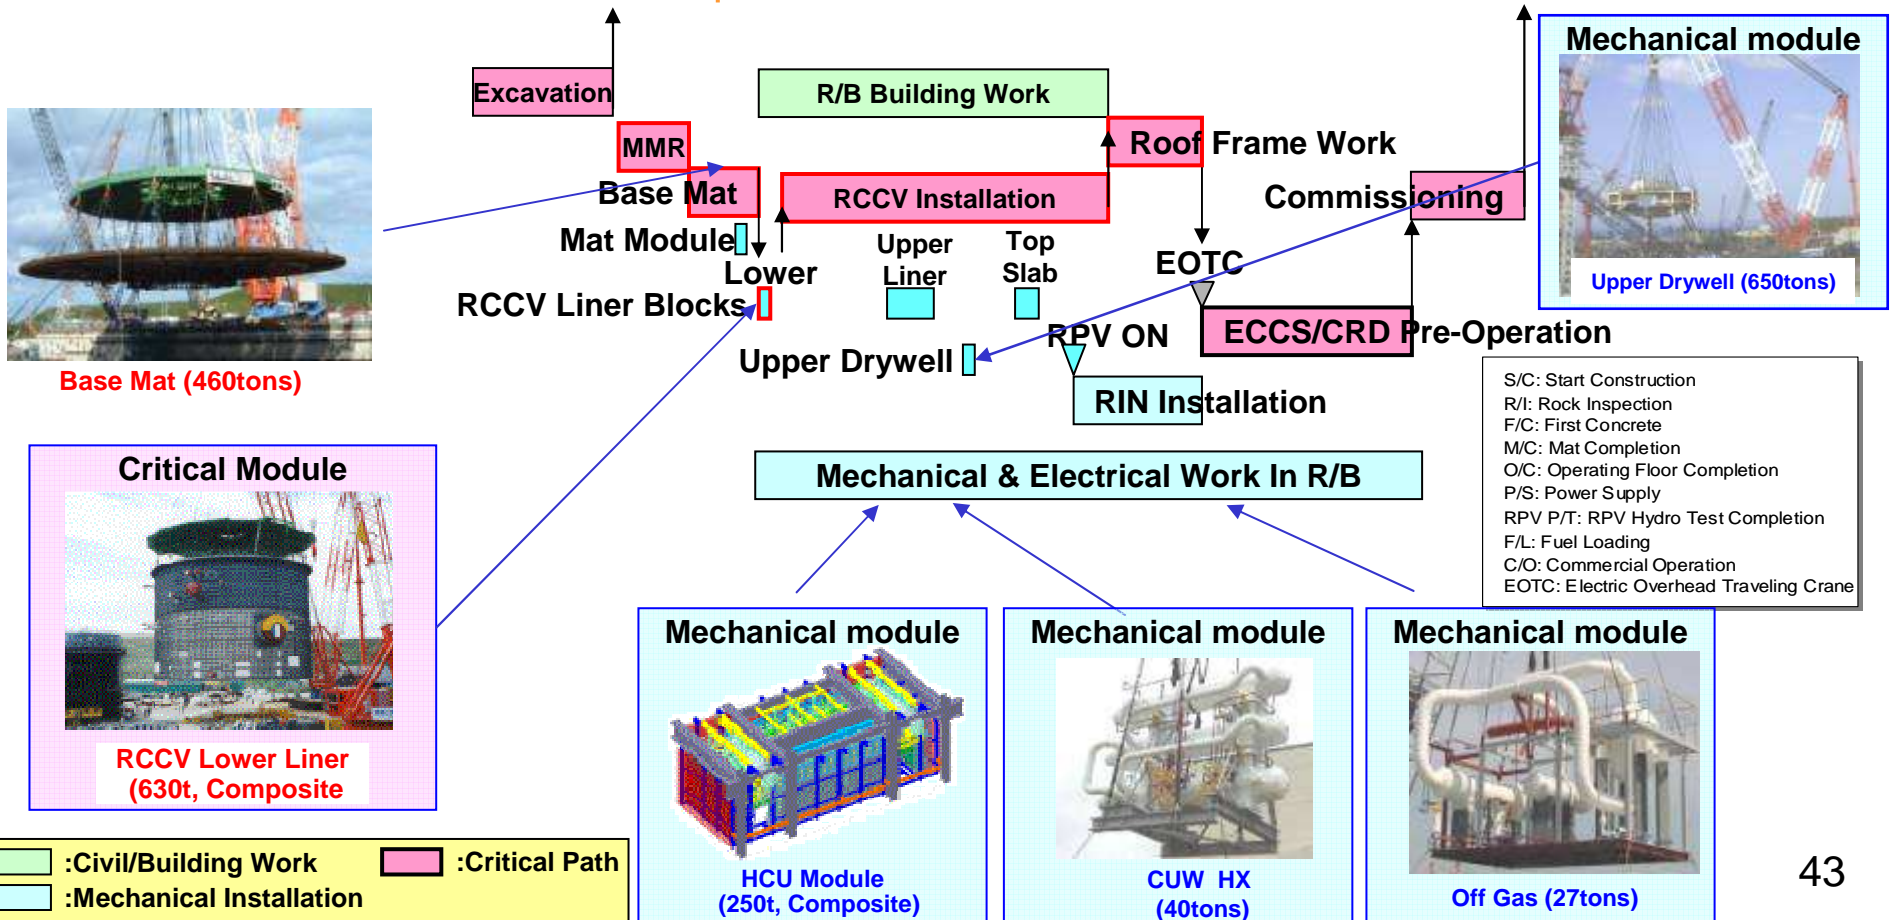 Excavation
MMR
Base Mat
Mat Module
Lower
RCCV Liner Blocks
R/B Building Work
RCCV Installation
Roof Frame Work
Commissioning
Upper
Liner
Top
Slab
EOTC
RPV ON
Upper Drywell
ECCS/CRD Pre-Operation
RIN Installation
Mechanical & Electrical Work In R/B
Base Mat (460tons)
Mechanical module
Upper Drywell (650tons)
S/C: Start Construction
R/I: Rock Inspection
F/C: First Concrete
M/C: Mat Completion
O/C: Operating Floor Completion
P/S: Power Supply
RPV P/T: RPV Hydro Test Completion
F/L: Fuel Loading
C/O: Commercial Operation
EOTC: Electric Overhead Traveling Crane
Critical Module
RCCV Lower Liner
(630t, Composite
Mechanical module
HCU Module
(250t, Composite)
Mechanical module
CUW HX
(40tons)
Mechanical module
Off Gas (27tons)
:Civil/Building Work
:Critical Path
:Mechanical Installation
43